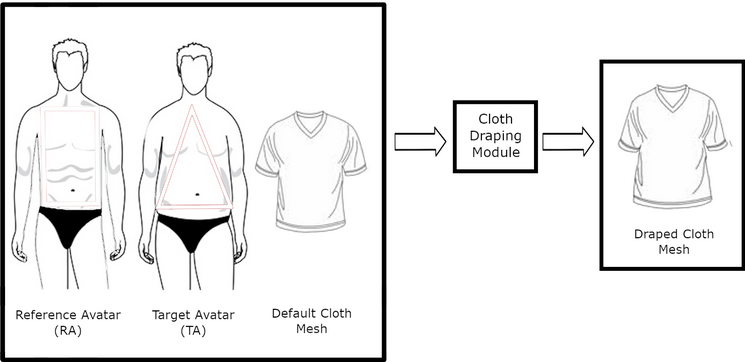 Cloth
Draping
Module
Draped Cloth
Mesh
Reference Avatar
(RA)
Target Avatar
(TA)
Default Cloth
Mesh